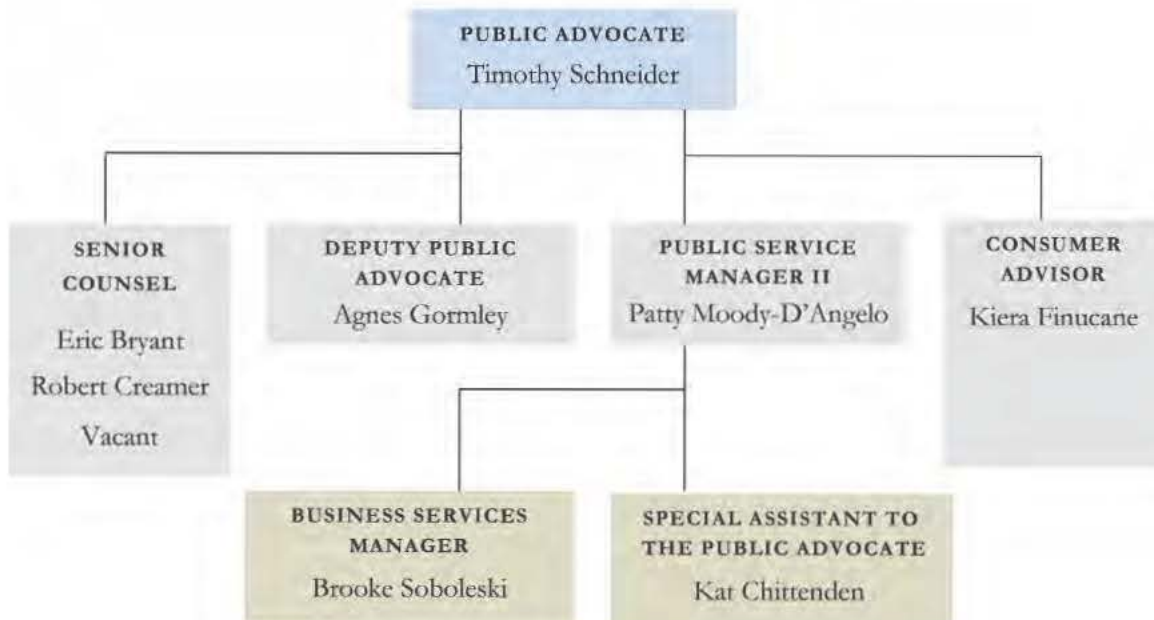 PUBLIC ADVOCATE
Timothy Schneider
SENIOR
COUNSEL
Eric Bryant
Robert Creamer
Vacant
DEPUTY PUBLIC
ADVOCATE
Agnes Gormley
PUBLIC SERVICE
MANAGER II
Patty Moody-D'Angelo
CONSUMER
ADVISOR
Kiera Finucane
BUSINESS SERVICES
MANAGER
Brooke Soboleski
SPECIAL ASSISTANT TO
THE PUBLIC ADVOCATE
Kat Chittenden